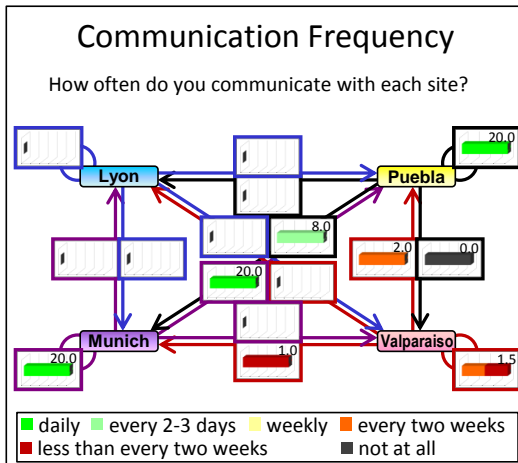 Communication Frequency
How often do you communicate with each site?
20.0
Lyon
Puebla
8.0
2.0
0.0
20.0
Munich
Valparaiso
20.0
1.0
1.5
daily every 2-3 days weekly every two weeks
less than every two weeks not at all